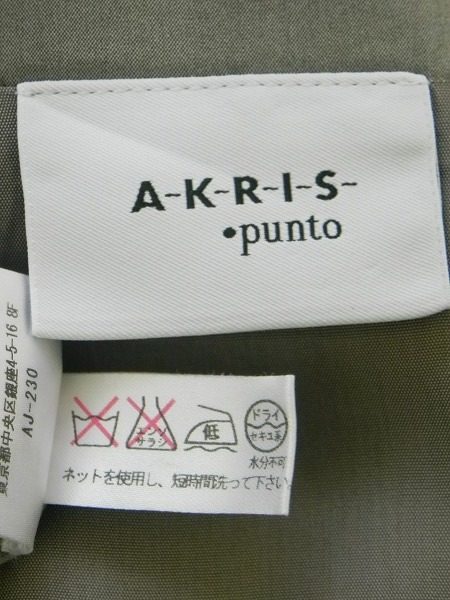 A-K-R-I-S-
•punto
東京都中央区銀座4-5-16 8F
AJ-230
エンソ
サラシ
低
ドライ
セキユ系
水分不可
ネットを使用し、短時間洗って下さい